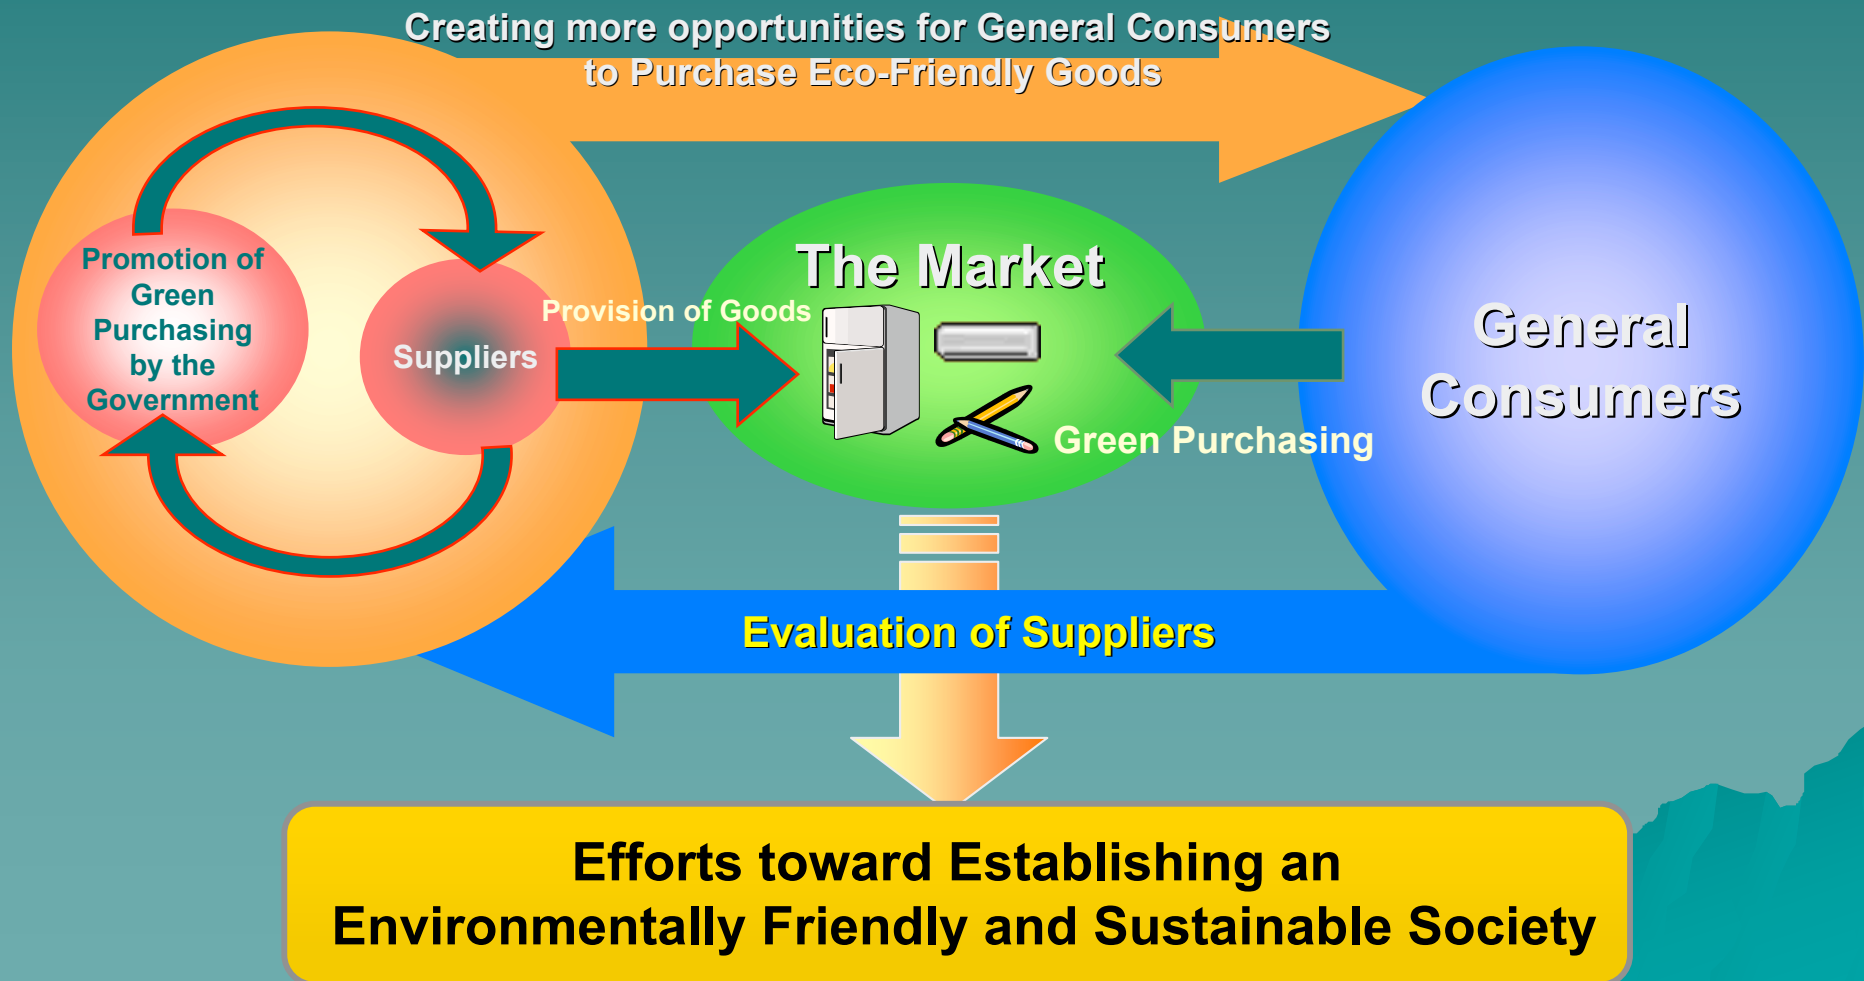 Creating more opportunities for General Consumers
to Purchase Eco-Friendly Goods
Promotion of
Green
Purchasing
by the
Government
Suppliers
Provision of Goods
The Market
Green Purchasing
General
Consumers
Evaluation of Suppliers
Efforts toward Establishing an
Environmentally Friendly and Sustainable Society